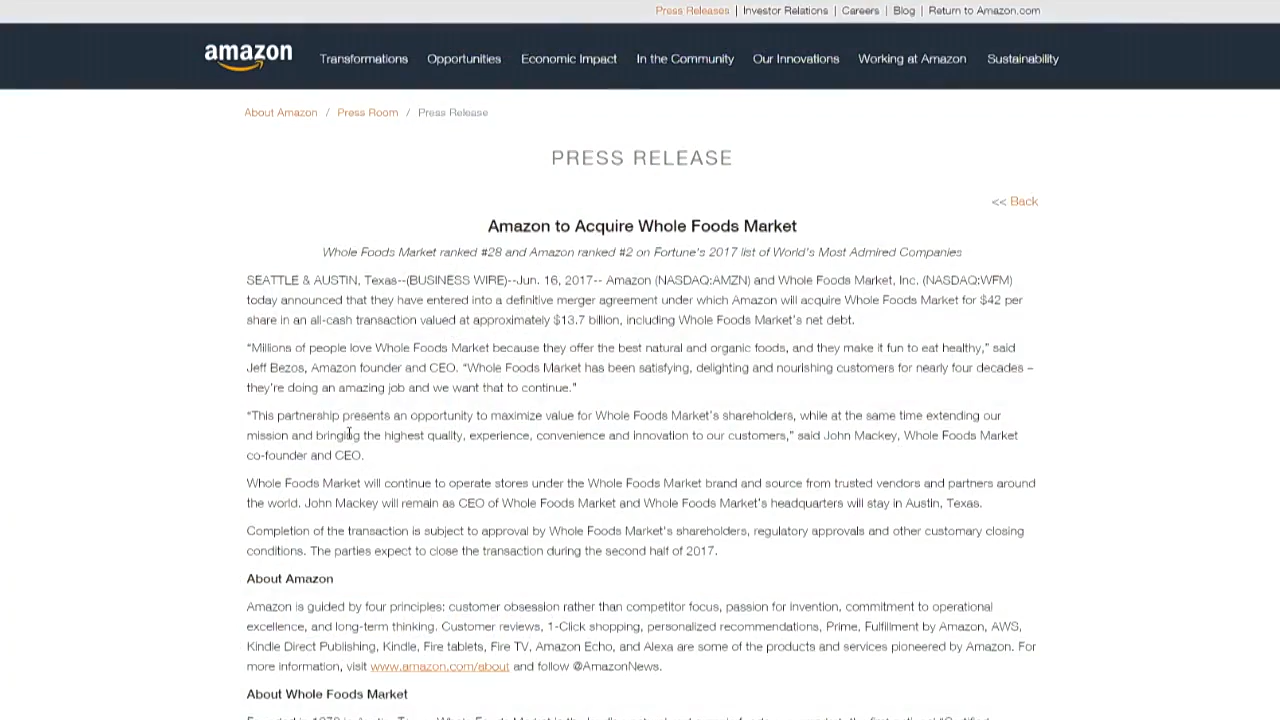 Press Releases | Investor Relations | Careers | Blog | Return to Amazon.com
amazon Transformations Opportunities Economic Impact In the Community Our Innovations Working at Amazon Sustainability
About Amazon / Press Room / Press Release
PRESS RELEASE
<< Back
Amazon to Acquire Whole Foods Market
Whole Foods Market ranked #28 and Amazon ranked #2 on Fortune's 2017 list of World's Most Admired Companies
SEATTLE & AUSTIN, Texas--(BUSINESS WIRE)--Jun. 16, 2017-- Amazon (NASDAQ:AMZN) and Whole Foods Market, Inc. (NASDAQ:WFM)
today announced that they have entered into a definitive merger agreement under which Amazon will acquire Whole Foods Market for $42 per
share in an all-cash transaction valued at approximately $13.7 billion, including Whole Foods Market's net debt.
“Millions of people love Whole Foods Market because they offer the best natural and organic foods, and they make it fun to eat healthy,” said
Jeff Bezos, Amazon founder and CEO. “Whole Foods Market has been satisfying, delighting and nourishing customers for nearly four decades –
they're doing an amazing job and we want that to continue.”
“This partnership presents an opportunity to maximize value for Whole Foods Market's shareholders, while at the same time extending our
mission and bringing the highest quality, experience, convenience and innovation to our customers,” said John Mackey, Whole Foods Market
co-founder and CEO.
Whole Foods Market will continue to operate stores under the Whole Foods Market brand and source from trusted vendors and partners around
the world. John Mackey will remain as CEO of Whole Foods Market and Whole Foods Market's headquarters will stay in Austin, Texas.
Completion of the transaction is subject to approval by Whole Foods Market's shareholders, regulatory approvals and other customary closing
conditions. The parties expect to close the transaction during the second half of 2017.
About Amazon
Amazon is guided by four principles: customer obsession rather than competitor focus, passion for invention, commitment to operational
excellence, and long-term thinking. Customer reviews, 1-Click shopping, personalized recommendations, Prime, Fulfillment by Amazon, AWS,
Kindle Direct Publishing, Kindle, Fire tablets, Fire TV, Amazon Echo, and Alexa are some of the products and services pioneered by Amazon. For
more information, visit www.amazon.com/about and follow @AmazonNews.
About Whole Foods Market